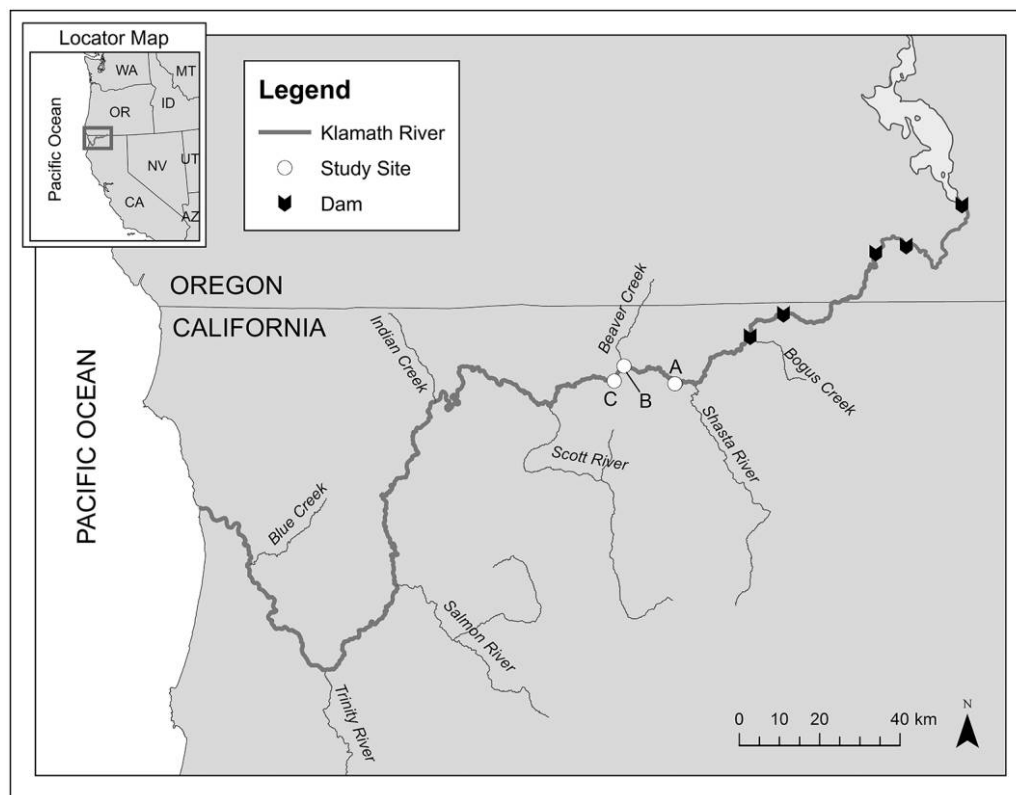 Locator Map
WA
MT
OR
ID
NV
UT
CA
AZ
Pacific Ocean
Legend
Klamath River
Study Site
Dam
OREGON
CALIFORNIA
PACIFIC OCEAN
Indian Creek
Beaver Creek
A
B
C
Bogus Creek
Shasta River
Scott River
Blue Creek
Salmon River
Trinity River
0 10 20 40 km
N